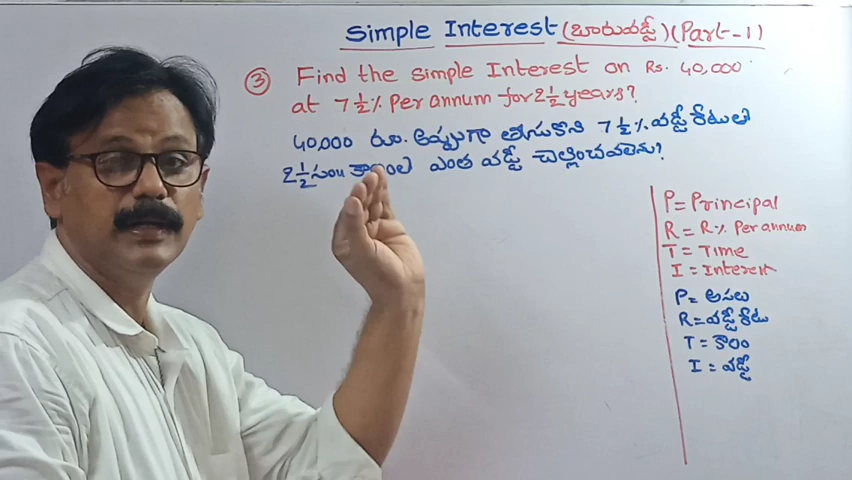 Simple Interest (బారువడ్డీ) (Part-1)
③ Find the simple Interest on Rs. 40,000
at 7 1/2 % Per annum for 2 1/2 years?
40,000 రూ. అప్పుగా తీసుకొని 7 1/2 % వడ్డీ రేటుతో
2 1/2 సంః కాలంలో ఎంత వడ్డీ చెల్లించవలెను?
P = Principal
R = R% Per annum
T = Time
I = Interest
P = అసలు
R = వడ్డీ రేటు
T = కాలం
I = వడ్డీ